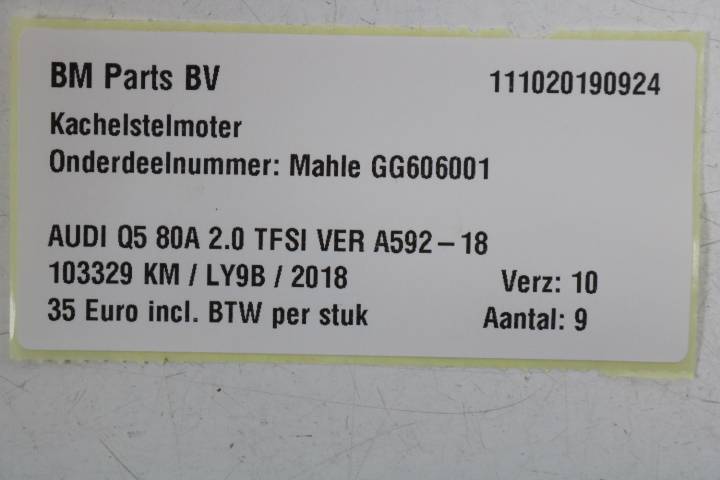 BM Parts BV 111020190924
Kachelstelmoter
Onderdeelnummer: Mahle GG606001
AUDI Q5 80A 2.0 TFSI VER A592-18
103329 KM / LY9B / 2018 Verz: 10
35 Euro incl. BTW per stuk Aantal: 9